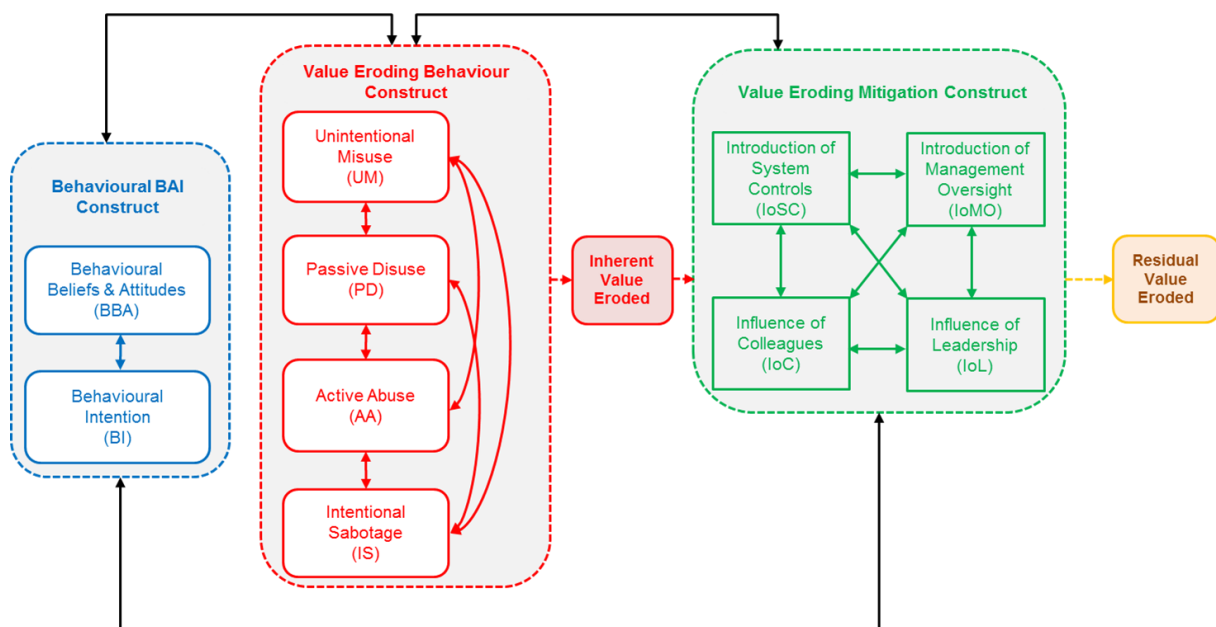 Behavioural BAI
Construct
Behavioural
Beliefs & Attitudes
(BBA)
Behavioural
Intention
(BI)
Value Eroding Behaviour
Construct
Unintentional
Misuse
(UM)
Passive Disuse
(PD)
Active Abuse
(AA)
Intentional
Sabotage
(IS)
Inherent
Value
Eroded
Value Eroding Mitigation Construct
Introduction of
System
Controls
(IoSC)
Introduction of
Management
Oversight
(IoMO)
Influence of
Colleagues
(IoC)
Influence of
Leadership
(IoL)
Residual
Value
Eroded